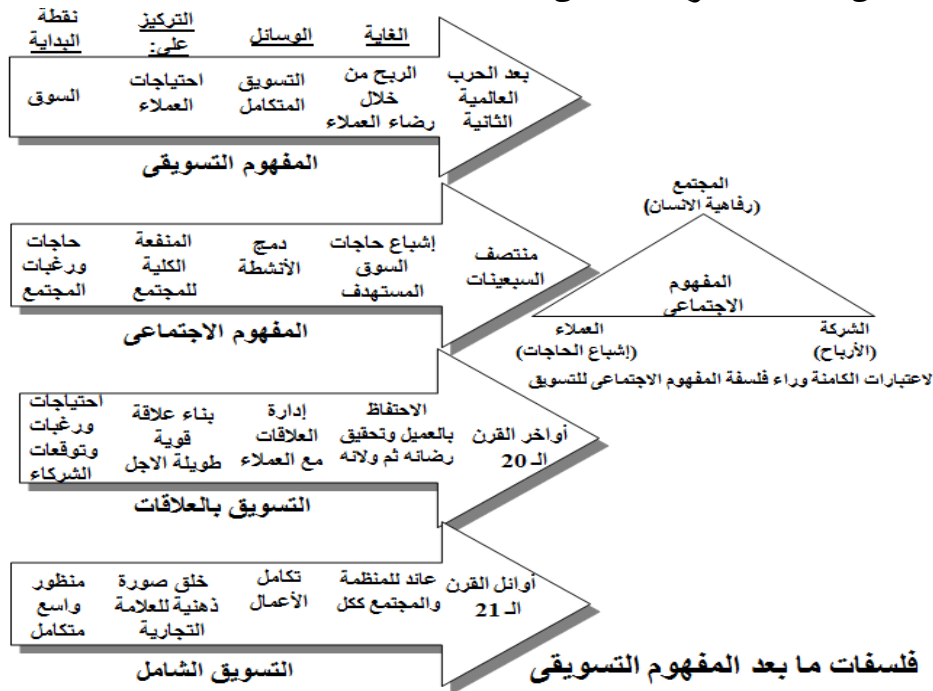 نقطة
البداية
التركيز
على:
الوسائل
الغاية
السوق
احتياجات
العملاء
التسويق
المتكامل
الربح من
خلال
رضاء العملاء
بعد الحرب
العالمية
الثانية
المفهوم التسويقى
حاجات
ورغبات
المجتمع
المنفعة
الكلية
للمجتمع
دمج
الأنشطة
إشباع حاجات
السوق
المستهدف
منتصف
السبعينات
المفهوم الاجتماعى
المجتمع
(رفاهية الانسان)
المفهوم
الاجتماعى
العملاء
(إشباع الحاجات)
الشركة
(الأرباح)
لاعتبارات الكامنة وراء فلسفة المفهوم الاجتماعى للتسويق
احتياجات
ورغبات
وتوقعات
الشركاء
بناء علاقة
قوية
طويلة الاجل
إدارة
العلاقات
مع العملاء
الاحتفاظ
بالعميل وتحقيق
رضائه ثم ولائه
أواخر القرن
الـ 20
التسويق بالعلاقات
منظور
واسع
متكامل
خلق صورة
ذهنية للعلامة
التجارية
تكامل
الأعمال
عائد للمنظمة
والمجتمع ككل
أوائل القرن
الـ 21
التسويق الشامل
فلسفات ما بعد المفهوم التسويقى